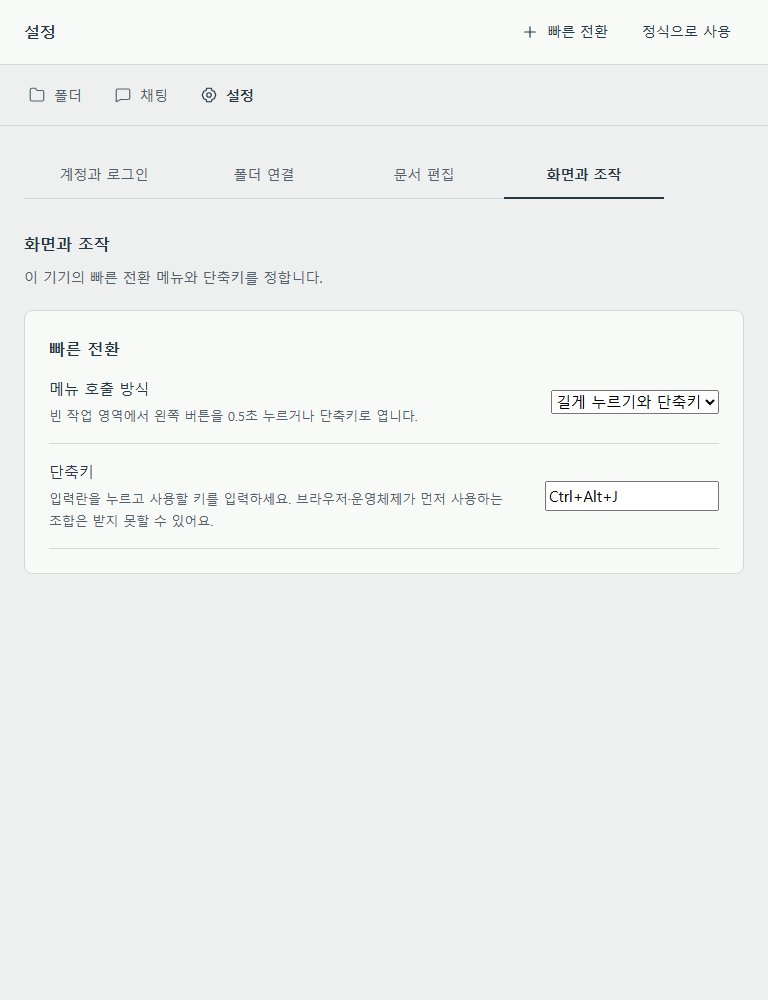 설정
빠른 전환
정식으로 사용
폴더
채팅
설정
계정과 로그인
폴더 연결
문서 편집
화면과 조작
화면과 조작
이 기기의 빠른 전환 메뉴와 단축키를 정합니다.
빠른 전환
메뉴 호출 방식
빈 작업 영역에서 왼쪽 버튼을 0.5초 누르거나 단축키로 엽니다.
길게 누르기와 단축키
단축키
입력란을 누르고 사용할 키를 입력하세요. 브라우저·운영체제가 먼저 사용하는
조합은 받지 못할 수 있어요.
Ctrl+Alt+J